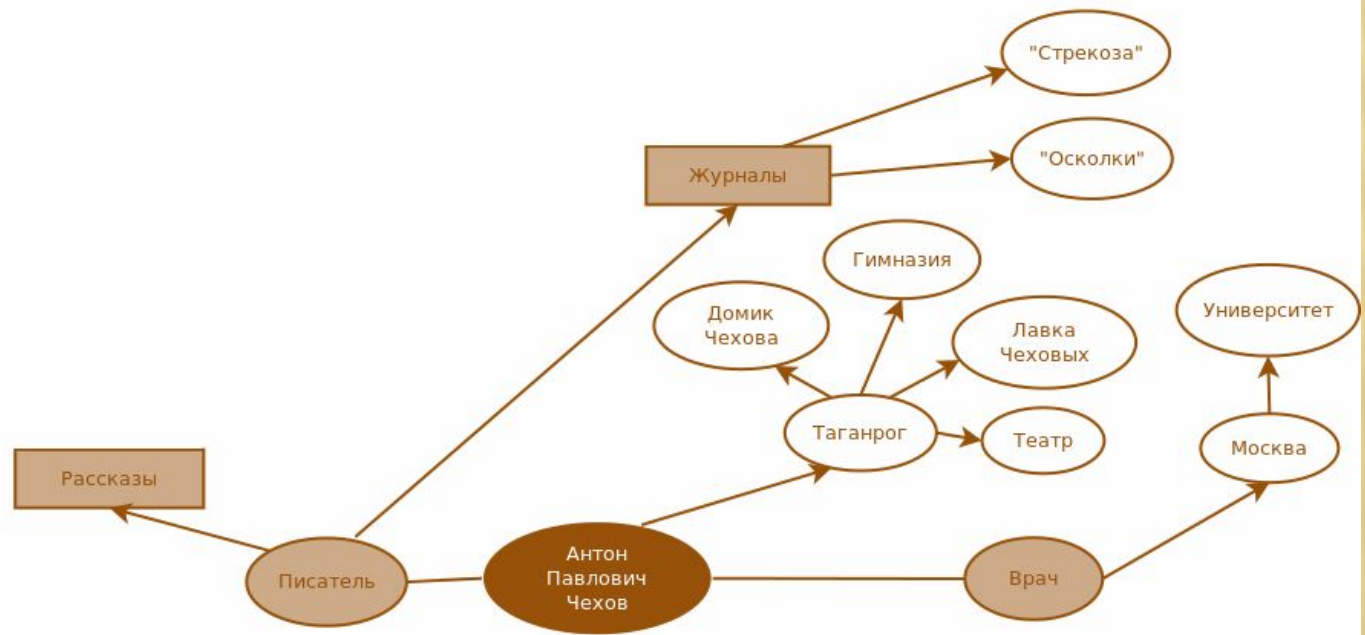 "Стрекоза"
"Осколки"
Журналы
Гимназия
Домик
Чехова
Лавка
Чеховых
Университет
Таганрог
Театр
Москва
Рассказы
Писатель
Антон
Павлович
Чехов
Врач